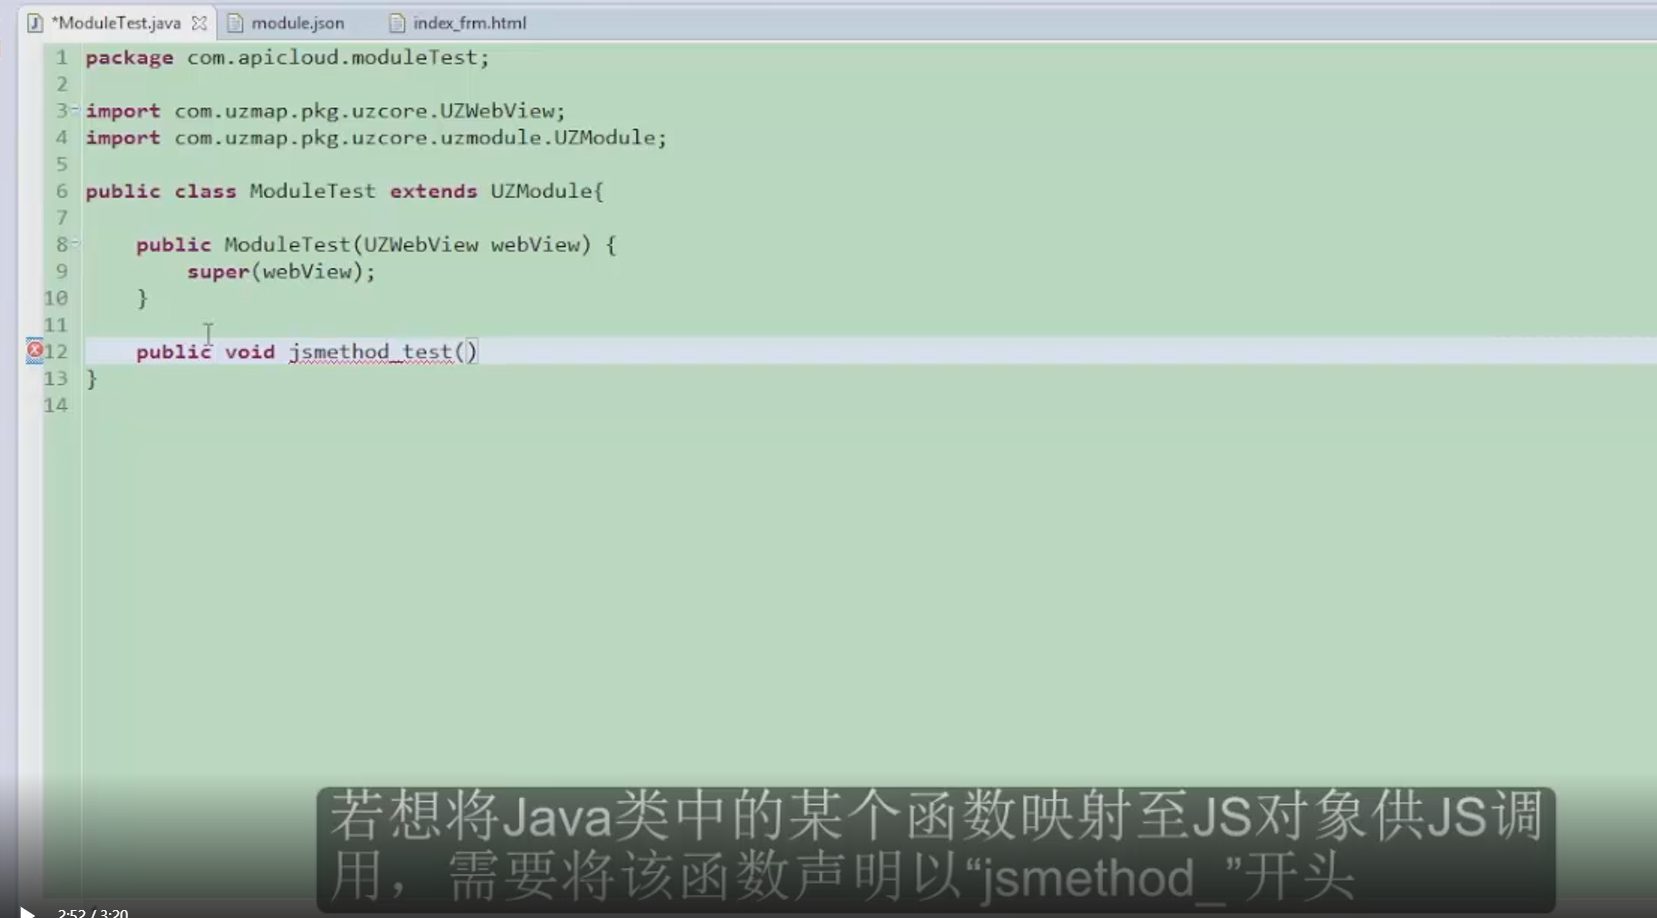 *ModuleTest.java module.json index_frm.html
1 package com.apicloud.moduleTest;
2
3 import com.uzmap.pkg.uzcore.UZWebView;
4 import com.uzmap.pkg.uzcore.uzmodule.UZModule;
5
6 public class ModuleTest extends UZModule{
7
8 public ModuleTest(UZWebView webView) {
9 super(webView);
10 }
11
12 public void jsmethod_test()
13 }
14
若想将Java类中的某个函数映射至JS对象供JS调
用，需要将该函数声明以“jsmethod_”开头
2:52 / 3:20